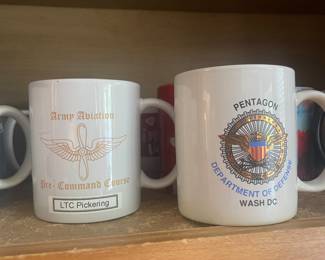 Army Aviation
Pre-Command Course
LTC Pickering
PENTAGON
DEPARTMENT OF DEFENSE
WASH DC.